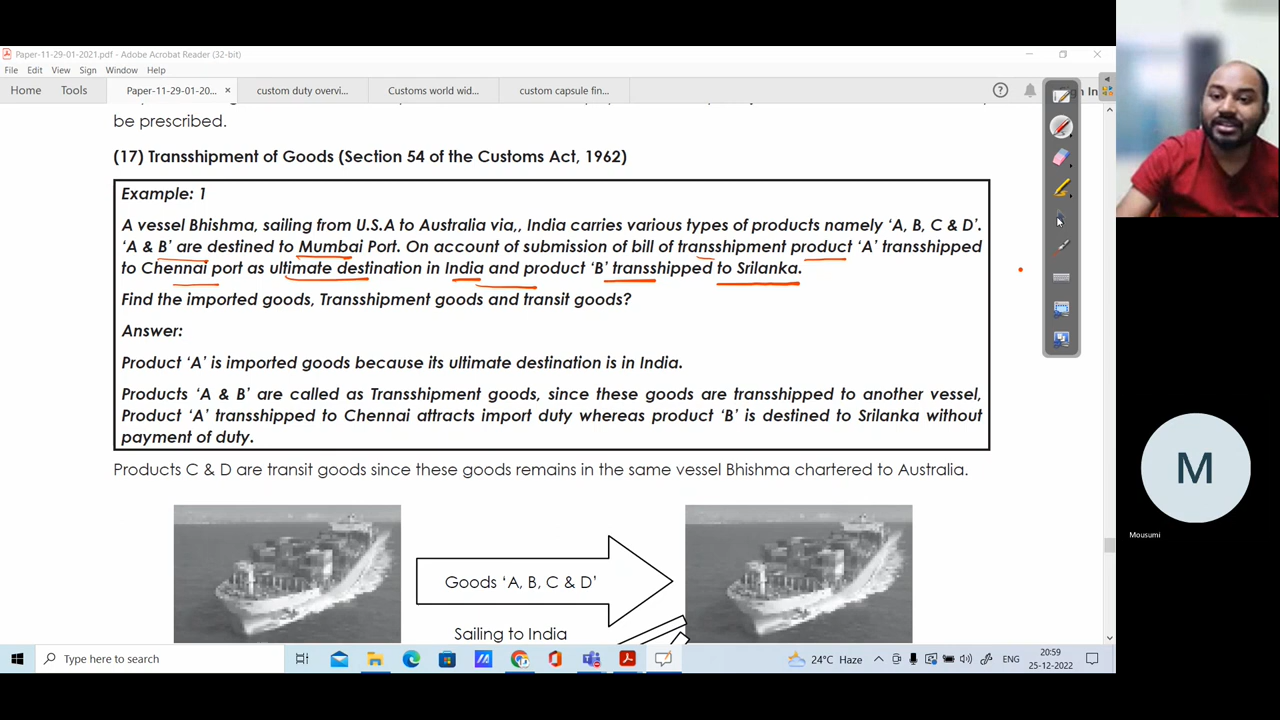 Paper-11-29-01-2021.pdf - Adobe Acrobat Reader (32-bit)
File Edit View Sign Window Help
Home Tools Paper-11-29-01-20... × custom duty overvi... Customs world wid... custom capsule fin... Sign In
be prescribed.
(17) Transshipment of Goods (Section 54 of the Customs Act, 1962)
Example: 1
A vessel Bhishma, sailing from U.S.A to Australia via,, India carries various types of products namely ‘A, B, C & D’.
‘A & B’ are destined to Mumbai Port. On account of submission of bill of transshipment product ‘A’ transshipped
to Chennai port as ultimate destination in India and product ‘B’ transshipped to Srilanka.
Find the imported goods, Transshipment goods and transit goods?
Answer:
Product ‘A’ is imported goods because its ultimate destination is in India.
Products ‘A & B’ are called as Transshipment goods, since these goods are transshipped to another vessel,
Product ‘A’ transshipped to Chennai attracts import duty whereas product ‘B’ is destined to Srilanka without
payment of duty.
Products C & D are transit goods since these goods remains in the same vessel Bhishma chartered to Australia.
Goods ‘A, B, C & D’
Sailing to India
M
Mousumi
Type here to search
24°C Haze
ENG
20:59
25-12-2022